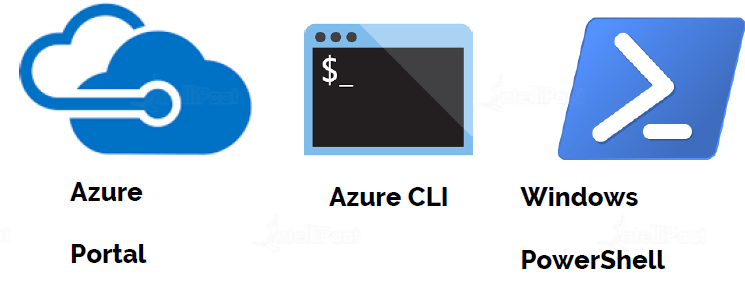 $_
Azure
Portal
Azure CLI
Windows
PowerShell